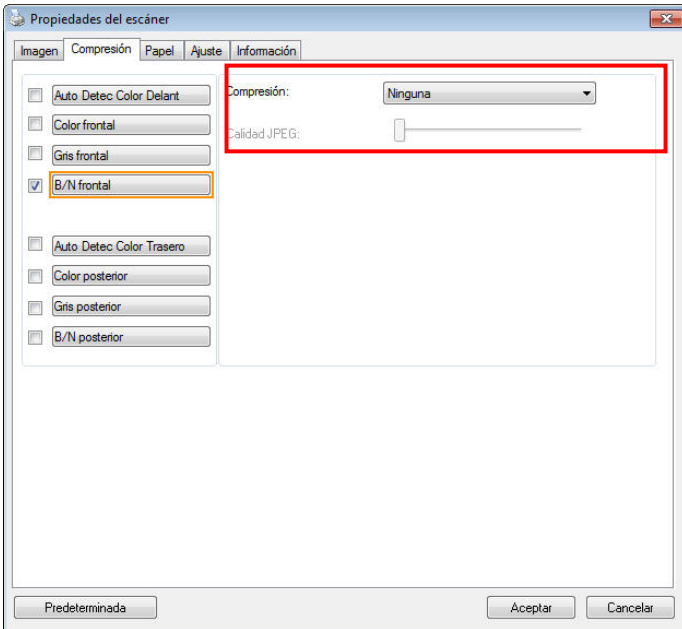 Propiedades del escáner
Imagen Compresión Papel Ajuste Información
Auto Detec Color Delant
Color frontal
Gris frontal
B/N frontal
Auto Detec Color Trasero
Color posterior
Gris posterior
B/N posterior
Compresión: Ninguna
Calidad JPEG:
Predeterminada Aceptar Cancelar